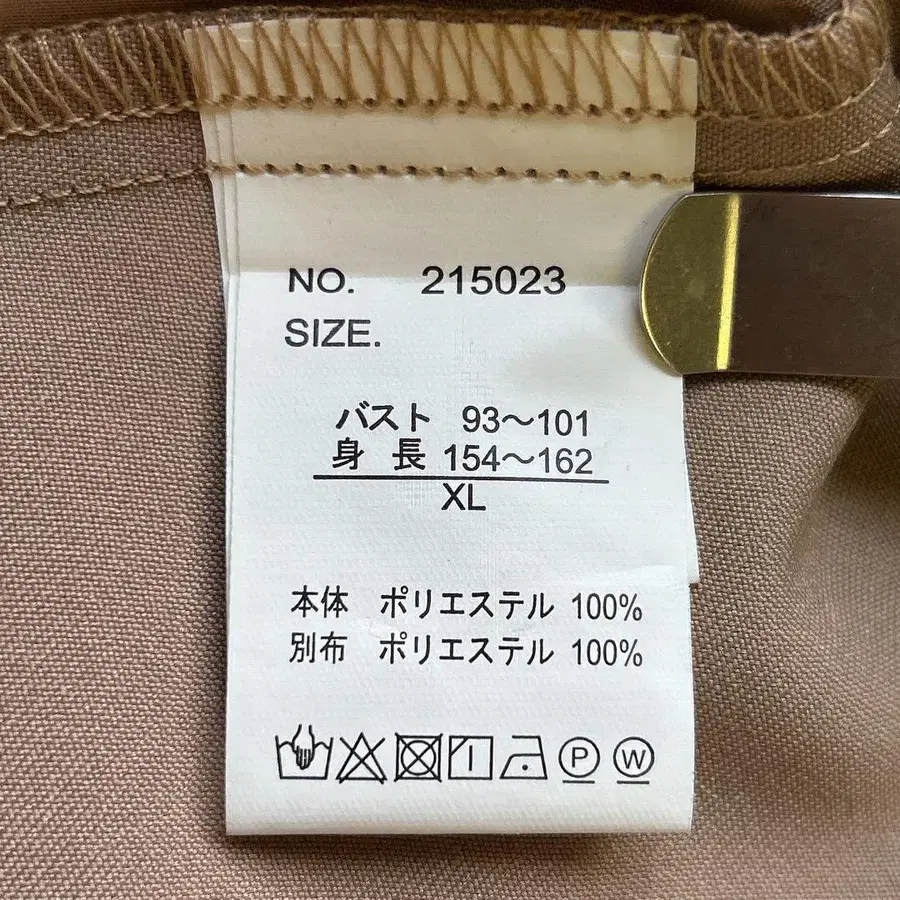 NO. 215023
SIZE.
バスト 93～101
身長 154～162
XL
本体 ポリエステル 100%
別布 ポリエステル 100%
P W